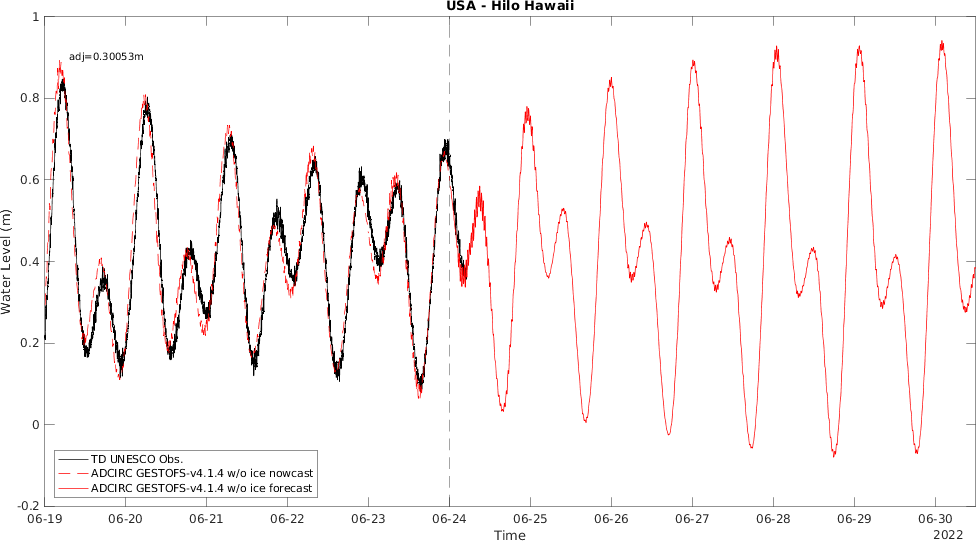 USA - Hilo Hawaii
adj=0.30053m
Water Level (m)
1
0.8
0.6
0.4
0.2
0
-0.2
TD UNESCO Obs.
ADCIRC GESTOFS-v4.1.4 w/o ice nowcast
ADCIRC GESTOFS-v4.1.4 w/o ice forecast
06-19 06-20 06-21 06-22 06-23 06-24 06-25 06-26 06-27 06-28 06-29 06-30
Time
2022